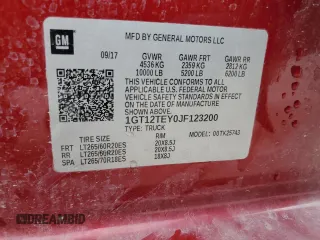 GM
MFD BY GENERAL MOTORS LLC
09/17 GVWR GAWR FRT GAWR RR
4536 KG 2359 KG 2812 KG
10000 LB 5200 LB 6200 LB
THIS VEHICLE CONFORMS TO ALL
APPLICABLE U.S. FEDERAL MOTOR
VEHICLE SAFETY STANDARDS IN
EFFECT ON THE DATE OF
MANUFACTURE SHOWN ABOVE.
1GT12TEY0JF123200
TYPE: TRUCK MODEL:
TIRE SIZE RIM
FRT LT265/60R20ES 20X8.5J
RR LT265/60R20ES 20X8.5J
SPA LT265/70R18ES 18X8J
DREAMBID